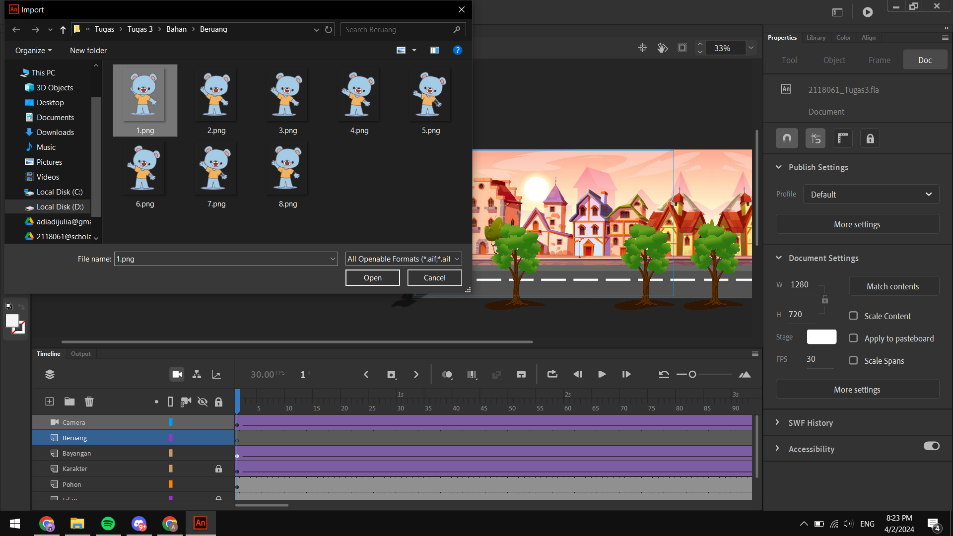 Import
Tugas
Tugas 3
Bahan
Beruang
Search Beruang
Organize
New folder
This PC
3D Objects
Desktop
Documents
Downloads
Music
Pictures
Videos
Local Disk (C:)
Local Disk (D:)
adiadijulia@gma
2118061@schola
1.png
2.png
3.png
4.png
5.png
6.png
7.png
8.png
File name:
1.png
All Openable Formats (*.ai;*.ait
Open
Cancel
33%
Properties
Library
Color
Align
Tool
Object
Frame
Doc
An
2118061_Tugas3.fla
Document
Publish Settings
Profile
Default
More settings
Document Settings
W
1280
Match contents
H
720
Scale Content
Stage
Apply to pasteboard
FPS
30
Scale Spans
More settings
SWF History
Accessibility
Timeline
Output
30.00 FPS
1 F
1s
2s
3s
5
10
15
20
25
30
35
40
45
50
55
60
65
70
75
80
85
90
Camera
Beruang
Bayangan
Karakter
Pohon
An
ENG
8:23 PM
4/2/2024
4